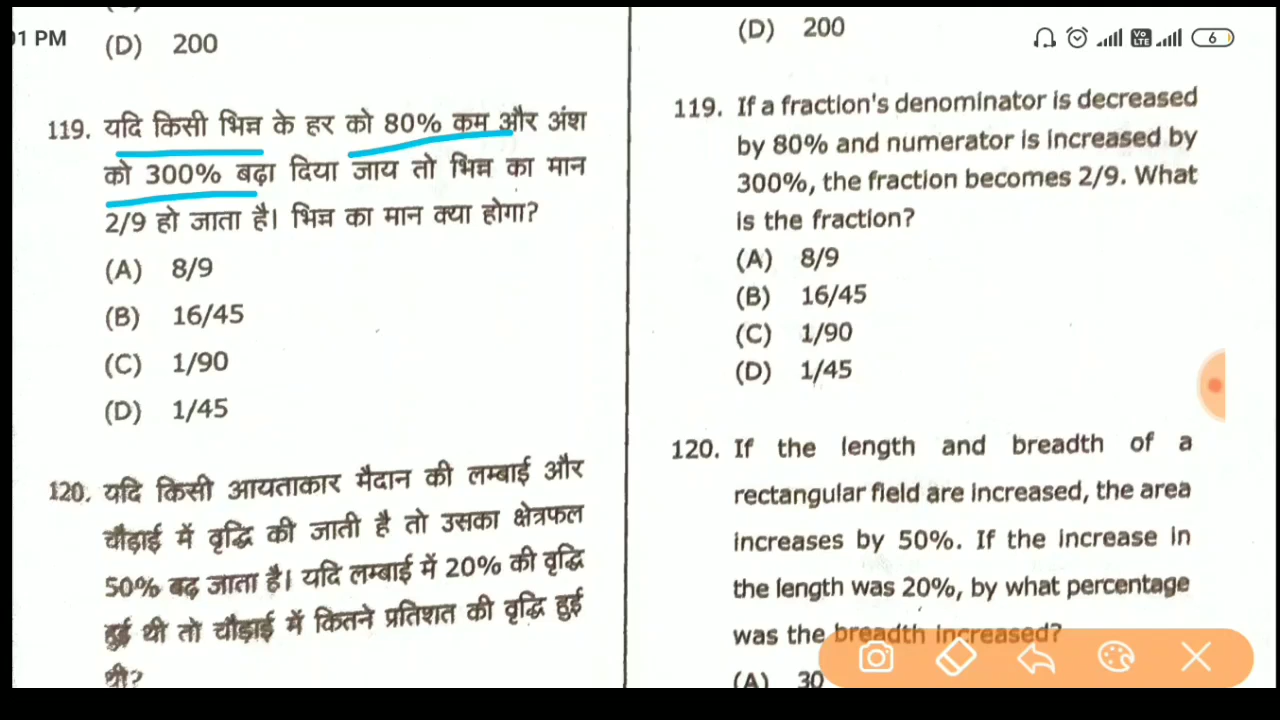 01 PM
(D) 200
119. यदि किसी भिन्न के हर को 80% कम और अंश
को 300% बढ़ा दिया जाय तो भिन्न का मान
2/9 हो जाता है। भिन्न का मान क्या होगा?
(A) 8/9
(B) 16/45
(C) 1/90
(D) 1/45
120. यदि किसी आयताकार मैदान की लम्बाई और
चौड़ाई में वृद्धि की जाती है तो उसका क्षेत्रफल
50% बढ़ जाता है। यदि लम्बाई में 20% की वृद्धि
हुई थी तो चौड़ाई में कितने प्रतिशत की वृद्धि हुई
थी?
(D) 200
Vo LTE
6
119. If a fraction's denominator is decreased
by 80% and numerator is increased by
300%, the fraction becomes 2/9. What
is the fraction?
(A) 8/9
(B) 16/45
(C) 1/90
(D) 1/45
120. If the length and breadth of a
rectangular field are increased, the area
increases by 50%. If the increase in
the length was 20%, by what percentage
was the breadth increased?
(A) 30